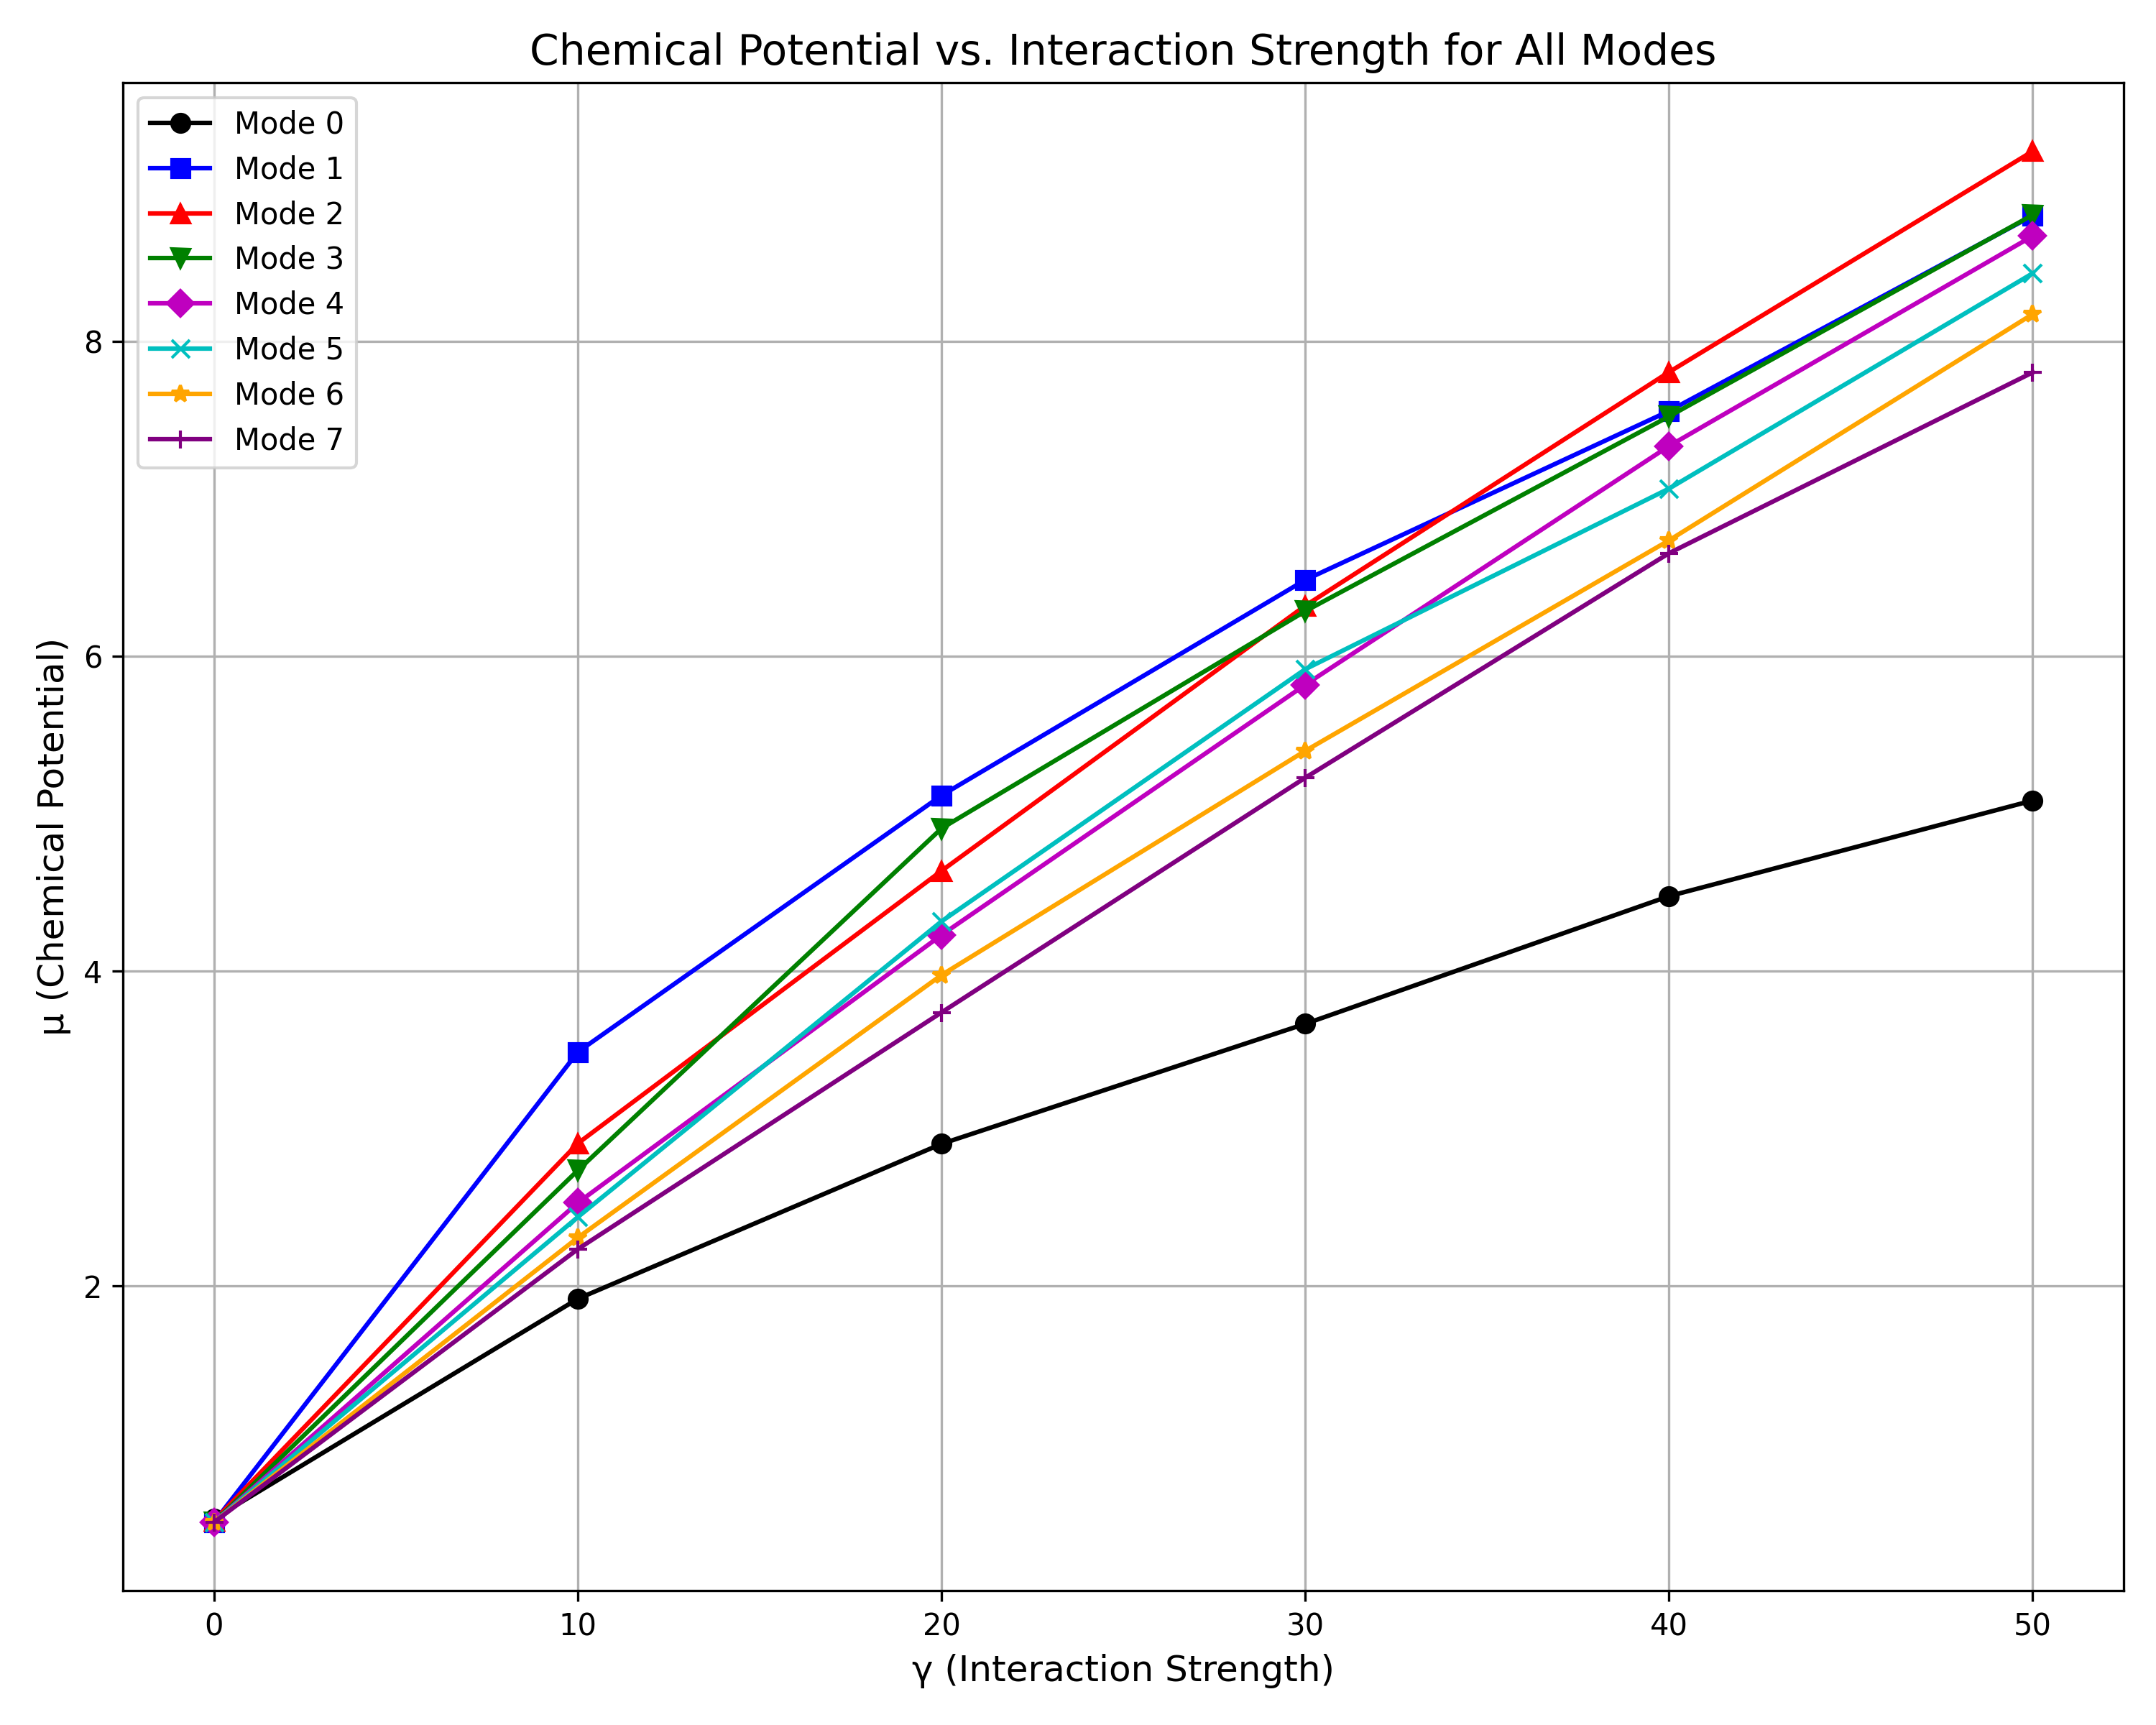 Chemical Potential vs. Interaction Strength for All Modes
Mode 0
Mode 1
Mode 2
Mode 3
Mode 4
Mode 5
Mode 6
Mode 7
μ (Chemical Potential)
8
6
4
2
0 10 20 30 40 50
γ (Interaction Strength)